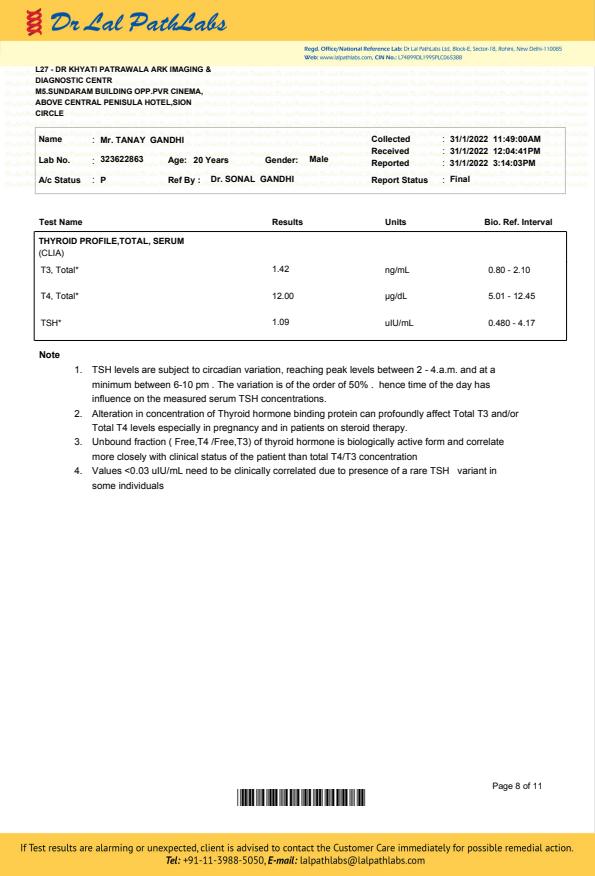 Dr Lal PathLabs
Regd. Office/National Reference Lab: Dr Lal PathLabs Ltd, Block-E, Sector-18, Rohini, New Delhi-110085
Web: www.lalpathlabs.com, CIN No.: L74899DL1995PLC065388
L27 - DR KHYATI PATRAWALA ARK IMAGING &
DIAGNOSTIC CENTR
M5.SUNDARAM BUILDING OPP.PVR CINEMA,
ABOVE CENTRAL PENISULA HOTEL,SION
CIRCLE
Name : Mr. TANAY GANDHI Collected : 31/1/2022 11:49:00AM
Received : 31/1/2022 12:04:41PM
Lab No. : 323622863 Age: 20 Years Gender: Male Reported : 31/1/2022 3:14:03PM
A/c Status : P Ref By : Dr. SONAL GANDHI Report Status : Final
Test Name Results Units Bio. Ref. Interval
THYROID PROFILE,TOTAL, SERUM
(CLIA)
T3, Total* 1.42 ng/mL 0.80 - 2.10
T4, Total* 12.00 µg/dL 5.01 - 12.45
TSH* 1.09 uIU/mL 0.480 - 4.17
Note
1. TSH levels are subject to circadian variation, reaching peak levels between 2 - 4.a.m. and at a
minimum between 6-10 pm . The variation is of the order of 50% . hence time of the day has
influence on the measured serum TSH concentrations.
2. Alteration in concentration of Thyroid hormone binding protein can profoundly affect Total T3 and/or
Total T4 levels especially in pregnancy and in patients on steroid therapy.
3. Unbound fraction ( Free,T4 /Free,T3) of thyroid hormone is biologically active form and correlate
more closely with clinical status of the patient than total T4/T3 concentration
4. Values <0.03 uIU/mL need to be clinically correlated due to presence of a rare TSH variant in
some individuals
Page 8 of 11
If Test results are alarming or unexpected, client is advised to contact the Customer Care immediately for possible remedial action.
Tel: +91-11-3988-5050, E-mail: lalpathlabs@lalpathlabs.com